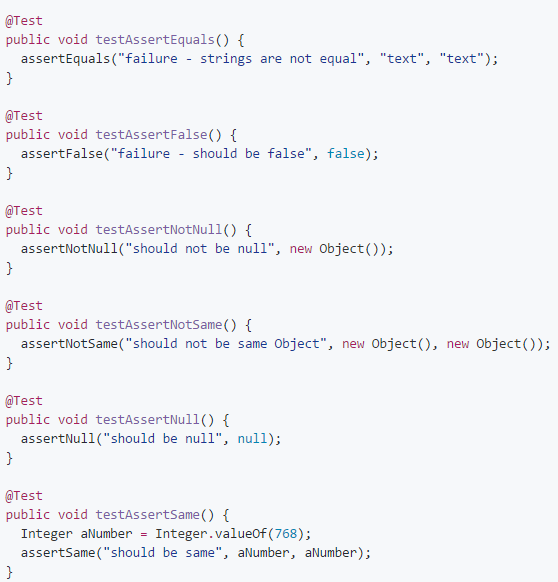 @Test
public void testAssertEquals() {
  assertEquals("failure - strings are not equal", "text", "text");
}

@Test
public void testAssertFalse() {
  assertFalse("failure - should be false", false);
}

@Test
public void testAssertNotNull() {
  assertNotNull("should not be null", new Object());
}

@Test
public void testAssertNotSame() {
  assertNotSame("should not be same Object", new Object(), new Object());
}

@Test
public void testAssertNull() {
  assertNull("should be null", null);
}

@Test
public void testAssertSame() {
  Integer aNumber = Integer.valueOf(768);
  assertSame("should be same", aNumber, aNumber);
}